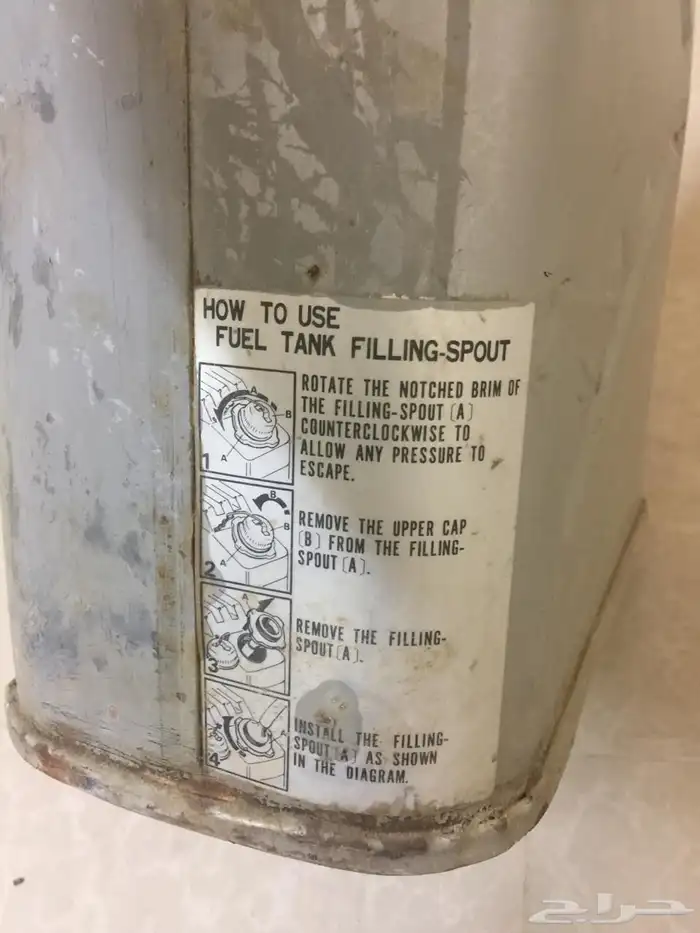 HOW TO USE
FUEL TANK FILLING-SPOUT
A
B
A
1
ROTATE THE NOTCHED BRIM OF
THE FILLING-SPOUT (A)
COUNTERCLOCKWISE TO
ALLOW ANY PRESSURE TO
ESCAPE.
B
B
A
2
REMOVE THE UPPER CAP
(B) FROM THE FILLING-
SPOUT (A).
A
3
REMOVE THE FILLING-
SPOUT (A).
A
4
INSTALL THE FILLING-
SPOUT (A) AS SHOWN
IN THE DIAGRAM.
حراج